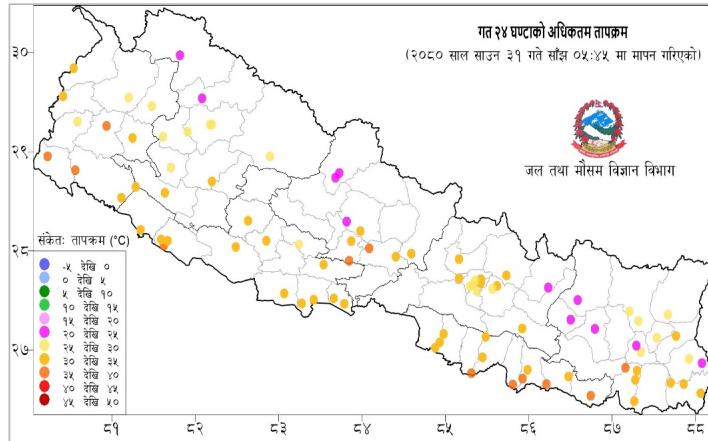 गत २४ घण्टाको अधिकतम तापक्रम
(२०८० साल साउन ३१ गते साँझ ०५:४५ मा मापन गरिएको)
जल तथा मौसम विज्ञान विभाग
३०
२९
२८
२७
संकेतः तापक्रम (°C)
-५ देखि ०
० देखि ५
५ देखि १०
१० देखि १५
१५ देखि २०
२० देखि २५
२५ देखि ३०
३० देखि ३५
३५ देखि ४०
४० देखि ४५
४५ देखि ५०
८१ ८२ ८३ ८४ ८५ ८६ ८७ ८८